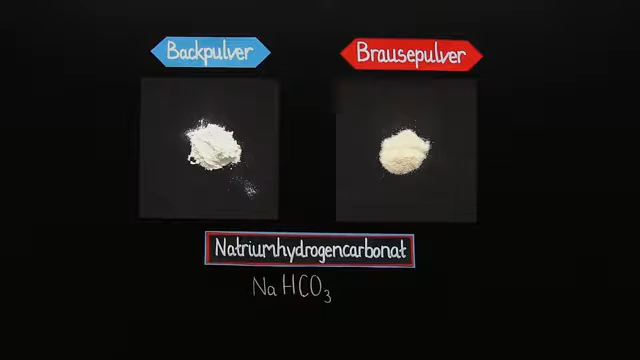 Backpulver
Brausepulver
Natriumhydrogencarbonat
NaHCO₃